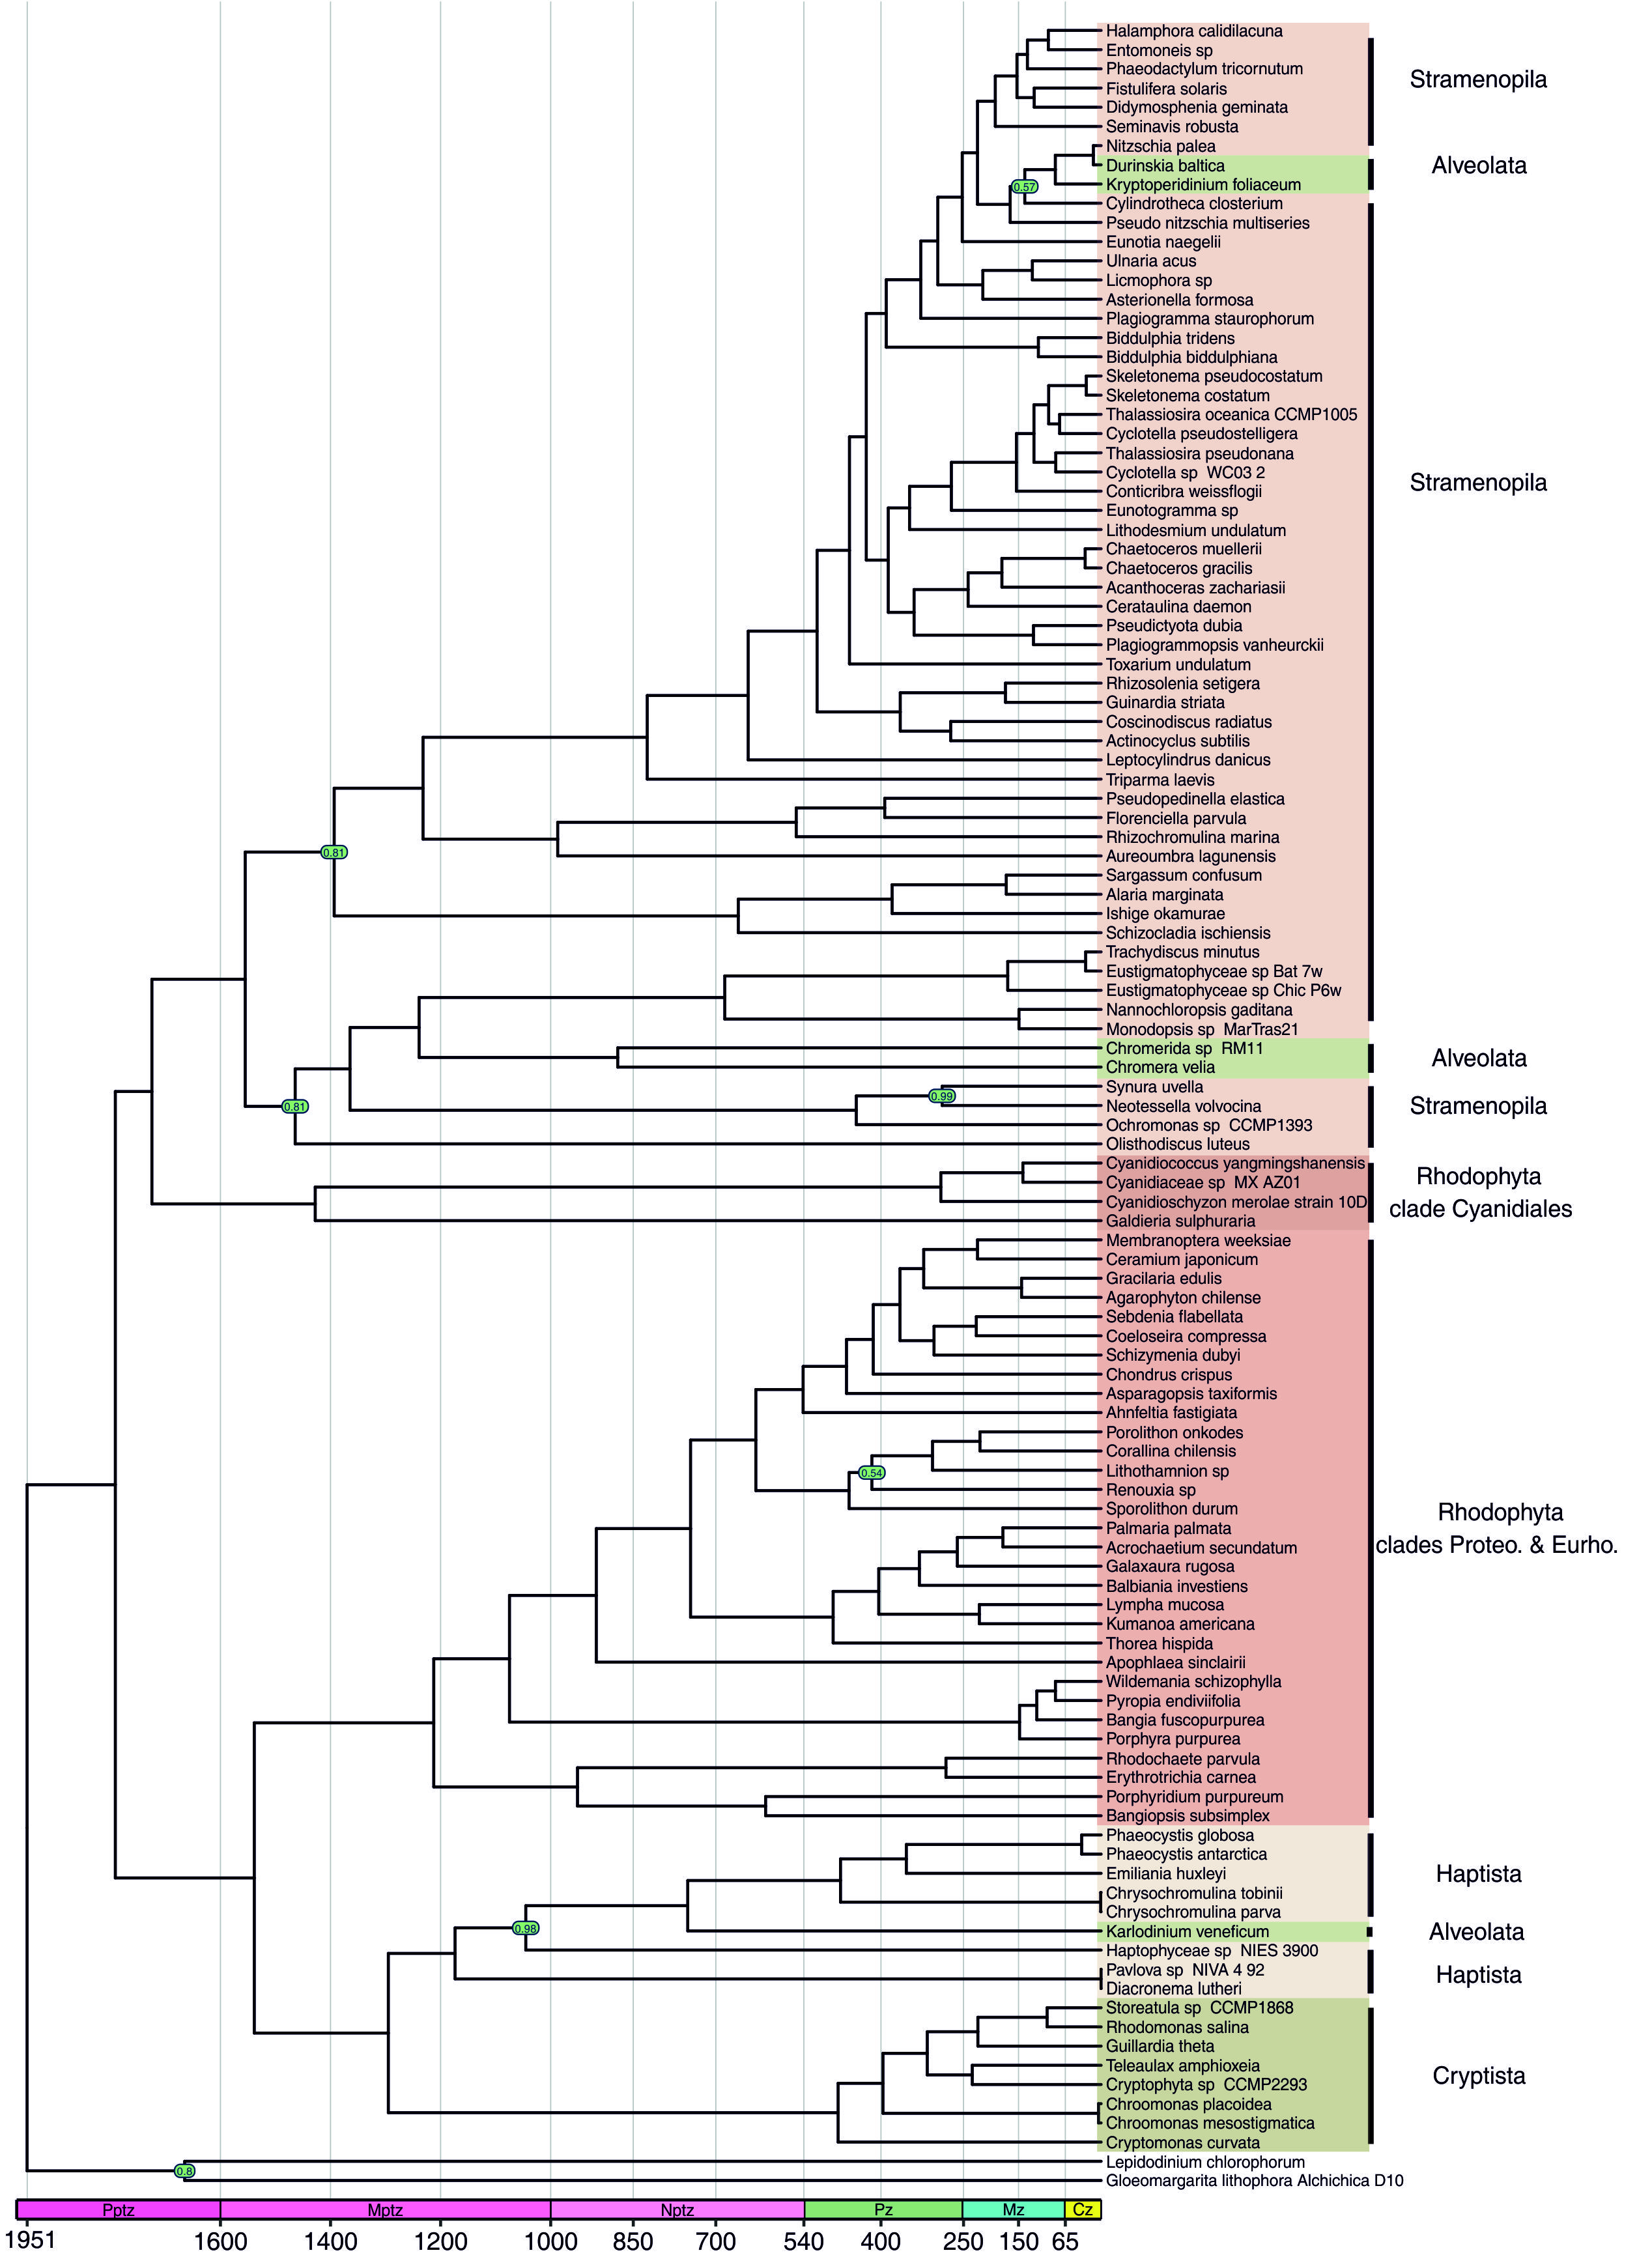 Halamphora calidilacuna
Entomoneis sp
Phaeodactylum tricornutum
Stramenopila
Fistulifera solaris
Didymosphenia geminata
Seminavis robusta
Nitzschia palea
Durinskia baltica
Alveolata
Kryptoperidinium foliaceum
0.57
Cylindrotheca closterium
Pseudo nitzschia multiseries
Eunotia naegelii
Ulnaria acus
Licmophora sp
Asterionella formosa
Plagiogramma staurophorum
Biddulphia tridens
Biddulphia biddulphiana
Skeletonema pseudocostatum
Skeletonema costatum
Thalassiosira oceanica CCMP1005
Cyclotella pseudostelligera
Thalassiosira pseudonana
Cyclotella sp WC03 2
Stramenopila
Conticribra weissflogii
Eunotogramma sp
Lithodesmium undulatum
Chaetoceros muellerii
Chaetoceros gracilis
Acanthoceras zachariasii
Cerataulina daemon
Pseudictyota dubia
Plagiogrammopsis vanheurckii
Toxarium undulatum
Rhizosolenia setigera
Guinardia striata
Coscinodiscus radiatus
Actinocyclus subtilis
Leptocylindrus danicus
Triparma laevis
Pseudopedinella elastica
Florenciella parvula
Rhizochromulina marina
0.81
Aureoumbra lagunensis
Sargassum confusum
Alaria marginata
Ishige okamurae
Schizocladia ischiensis
Trachydiscus minutus
Eustigmatophyceae sp Bat 7w
Eustigmatophyceae sp Chic P6w
Nannochloropsis gaditana
Monodopsis sp MarTras21
Chromerida sp RM11
Alveolata
Chromera velia
Synura uvella
0.99
Neotessella volvocina
0.81
Stramenopila
Ochromonas sp CCMP1393
Olisthodiscus luteus
Cyanidiococcus yangmingshanensis
Rhodophyta
Cyanidiaceae sp MX AZ01
Cyanidioschyzon merolae strain 10D
clade Cyanidiales
Galdieria sulphuraria
Membranoptera weeksiae
Ceramium japonicum
Gracilaria edulis
Agarophyton chilense
Sebdenia flabellata
Coeloseira compressa
Schizymenia dubyi
Chondrus crispus
Asparagopsis taxiformis
Ahnfeltia fastigiata
Porolithon onkodes
Corallina chilensis
0.54
Lithothamnion sp
Renouxia sp
Sporolithon durum
Rhodophyta
Palmaria palmata
Acrochaetium secundatum
clades Proteo. & Eurho.
Galaxaura rugosa
Balbiania investiens
Lympha mucosa
Kumanoa americana
Thorea hispida
Apophlaea sinclairii
Wildemania schizophylla
Pyropia endiviifolia
Bangia fuscopurpurea
Porphyra purpurea
Rhodochaete parvula
Erythrotrichia carnea
Porphyridium purpureum
Bangiopsis subsimplex
Phaeocystis globosa
Phaeocystis antarctica
Emiliania huxleyi
Haptista
Chrysochromulina tobinii
Chrysochromulina parva
0.98
Karlodinium veneficum
Alveolata
Haptophyceae sp NIES 3900
Pavlova sp NIVA 4 92
Haptista
Diacronema lutheri
Storeatula sp CCMP1868
Rhodomonas salina
Guillardia theta
Teleaulax amphioxeia
Cryptista
Cryptophyta sp CCMP2293
Chroomonas placoidea
Chroomonas mesostigmatica
Cryptomonas curvata
Lepidodinium chlorophorum
0.8
Gloeomargarita lithophora Alchichica D10
Pptz Mptz Nptz Pz Mz Cz
1951 1600 1400 1200 1000 850 700 540 400 250 150 65